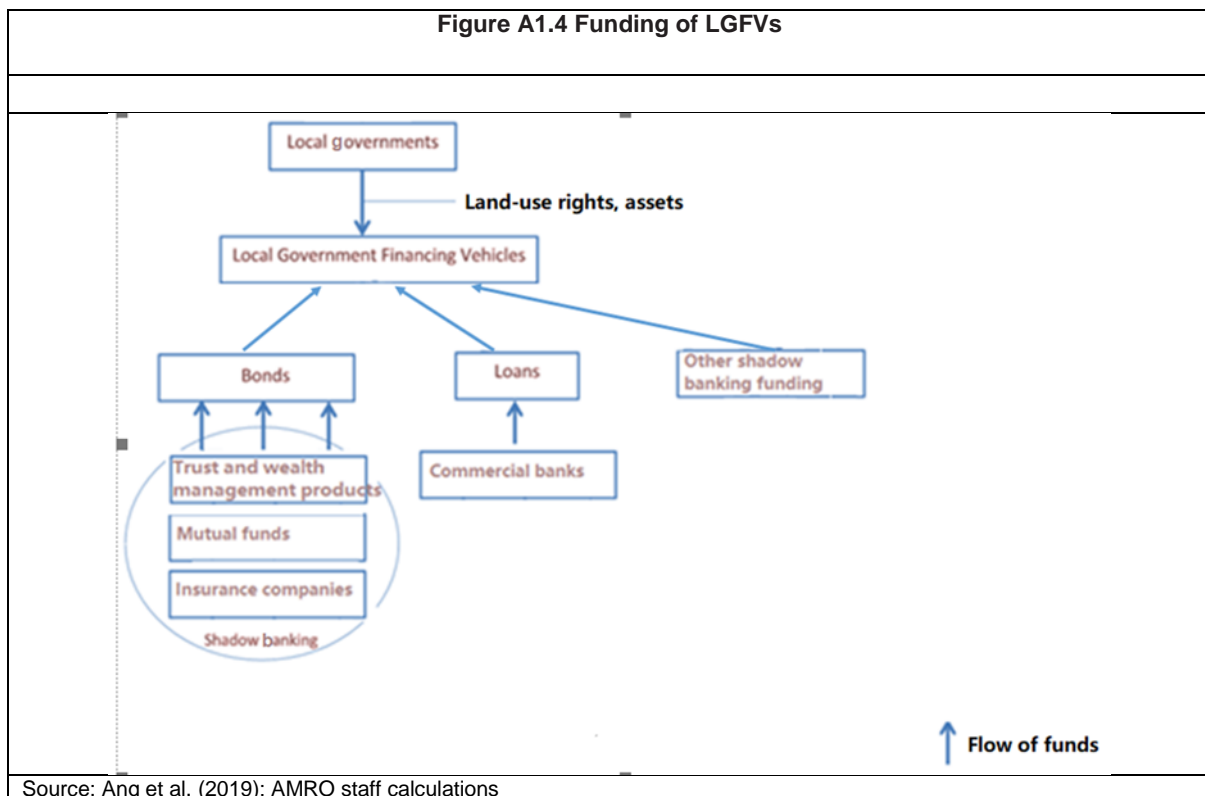 Figure A1.4 Funding of LGFVs
Local governments
Land-use rights, assets
Local Government Financing Vehicles
Bonds
Loans
Other shadow
banking funding
Trust and wealth
management products
Commercial banks
Mutual funds
Insurance companies
Shadow banking
Flow of funds
Source: Ang et al. (2019); AMRO staff calculations